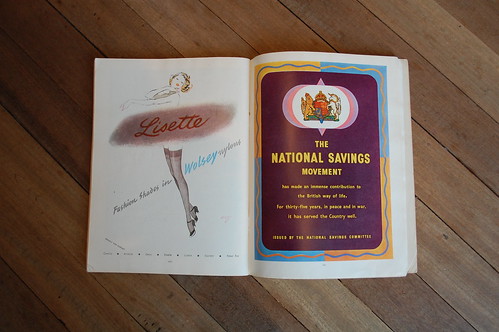 Lisette
Fashion Shades in Wolsey nylons
THE
NATIONAL SAVINGS
MOVEMENT
has made an immense contribution to
the British way of life.
For thirty-five years, in peace and in war,
it has served the Country well.
ISSUED BY THE NATIONAL SAVINGS COMMITTEE